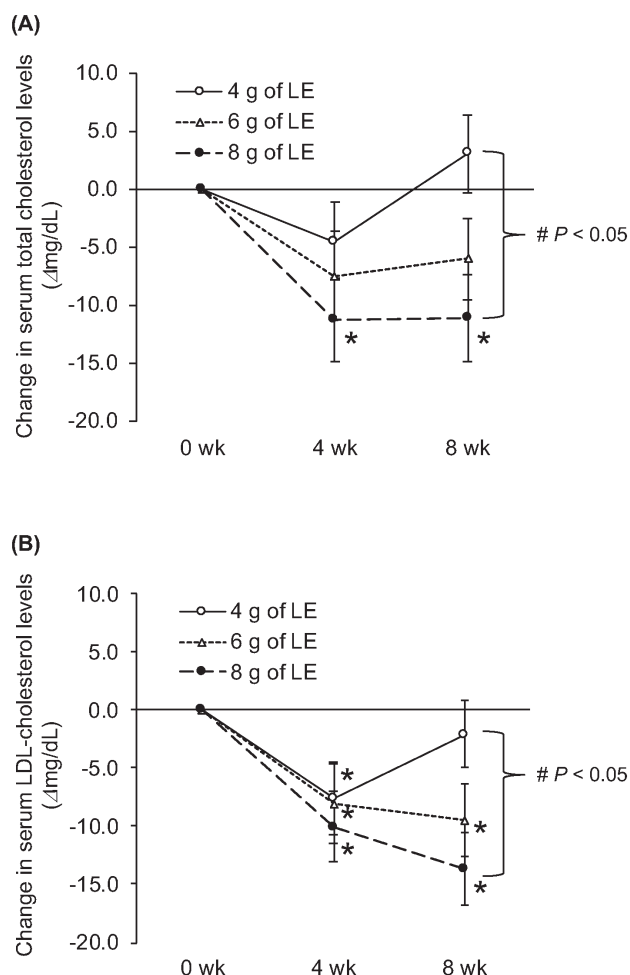 (A)
Change in serum total cholesterol levels
(Δmg/dL)
10.0
5.0
0.0
-5.0
-10.0
-15.0
-20.0
4 g of LE
6 g of LE
8 g of LE
# P < 0.05
*
*
0 wk
4 wk
8 wk
(B)
Change in serum LDL-cholesterol levels
(Δmg/dL)
10.0
5.0
0.0
-5.0
-10.0
-15.0
-20.0
4 g of LE
6 g of LE
8 g of LE
# P < 0.05
*
*
*
*
*
0 wk
4 wk
8 wk